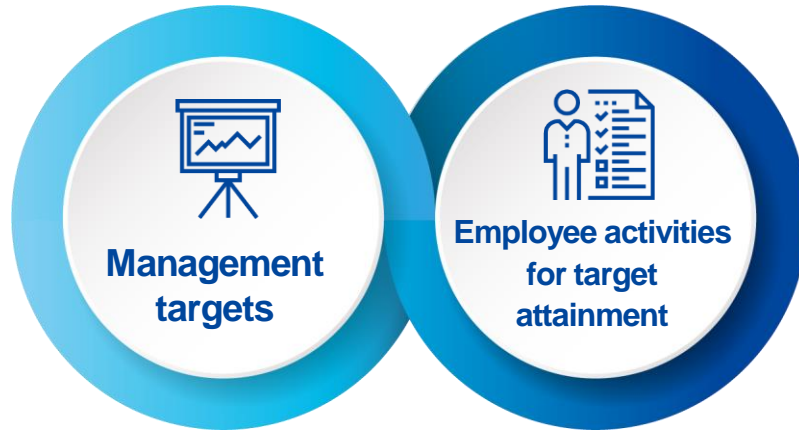 Management
targets
Employee activities
for target
attainment